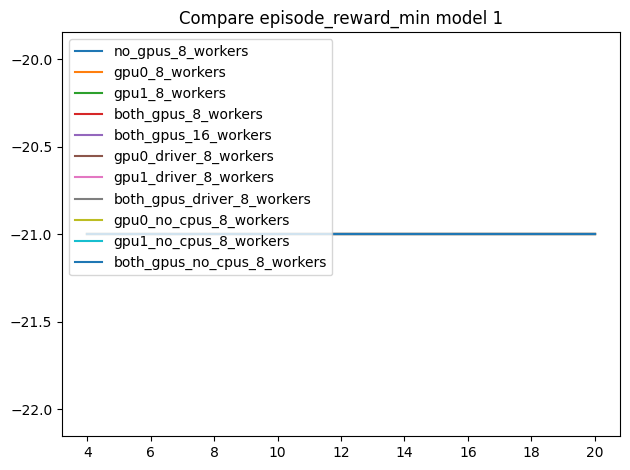 Compare episode_reward_min model 1
no_gpus_8_workers
gpu0_8_workers
gpu1_8_workers
both_gpus_8_workers
both_gpus_16_workers
gpu0_driver_8_workers
gpu1_driver_8_workers
both_gpus_driver_8_workers
gpu0_no_cpus_8_workers
gpu1_no_cpus_8_workers
both_gpus_no_cpus_8_workers
−20.0
−20.5
−21.0
−21.5
−22.0
4 6 8 10 12 14 16 18 20